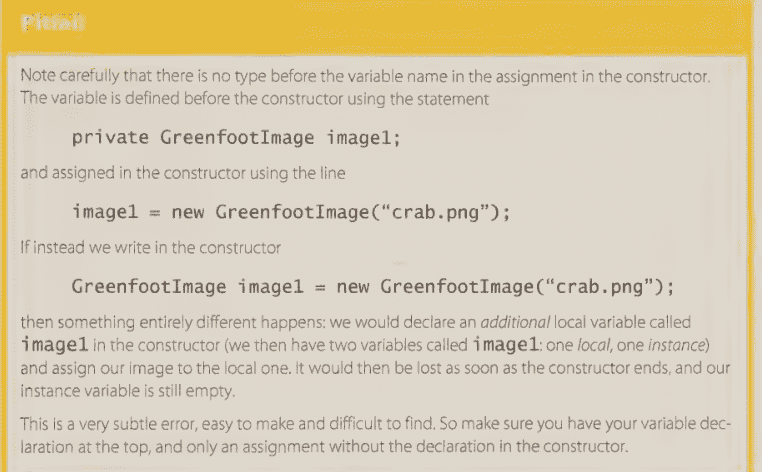 Pitfall
Note carefully that there is no type before the variable name in the assignment in the constructor.
The variable is defined before the constructor using the statement
private GreenfootImage image1;
and assigned in the constructor using the line
image1 = new GreenfootImage(“crab.png”);
If instead we write in the constructor
GreenfootImage image1 = new GreenfootImage(“crab.png”);
then something entirely different happens: we would declare an additional local variable called
image1 in the constructor (we then have two variables called image1: one local, one instance)
and assign our image to the local one. It would then be lost as soon as the constructor ends, and our
instance variable is still empty.
This is a very subtle error, easy to make and difficult to find. So make sure you have your variable dec-
laration at the top, and only an assignment without the declaration in the constructor.